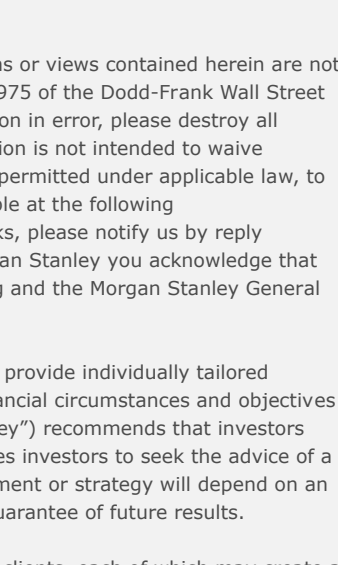 ns or views contained herein are not
975 of the Dodd-Frank Wall Street
on in error, please destroy all
ion is not intended to waive
permitted under applicable law, to
ble at the following
ks, please notify us by reply
an Stanley you acknowledge that
g and the Morgan Stanley General
provide individually tailored
ancial circumstances and objectives
ey”) recommends that investors
es investors to seek the advice of a
ment or strategy will depend on an
uarantee of future results.
clients, each of which may create a